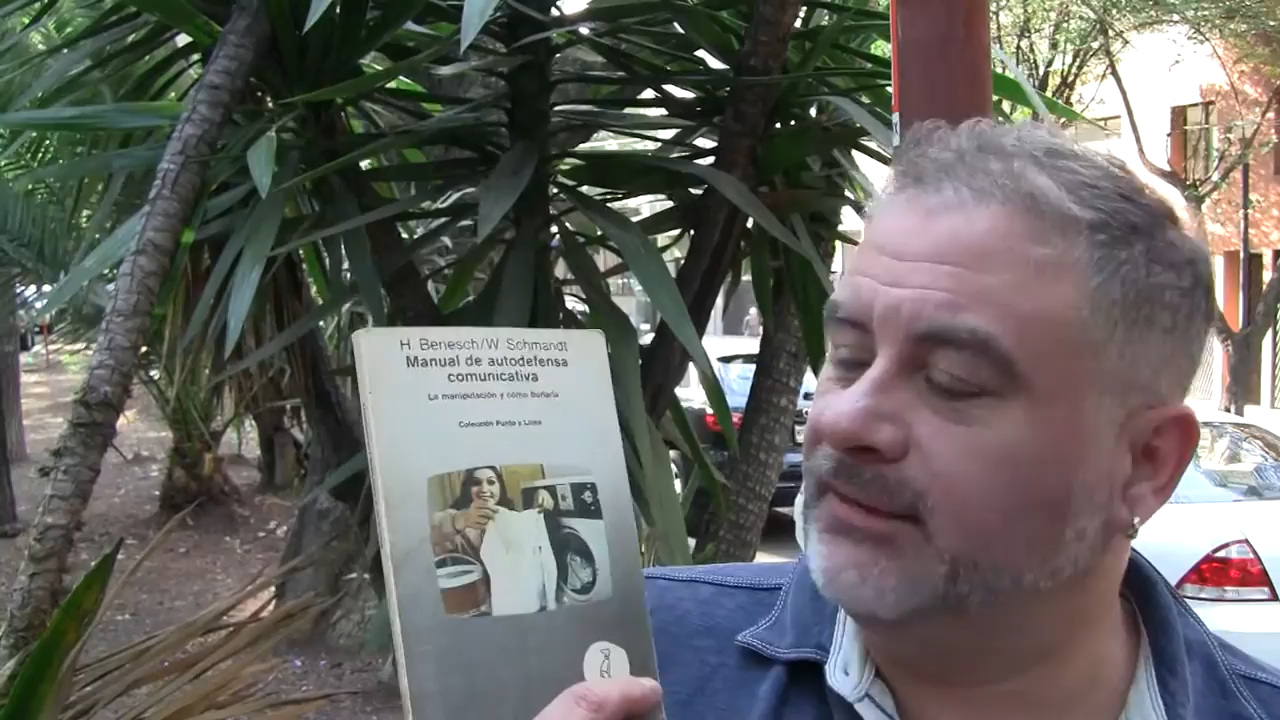 H. Benesch/W. Schmandt
Manual de autodefensa
comunicativa
La manipulación y cómo burlarla
Colección Punto y Línea